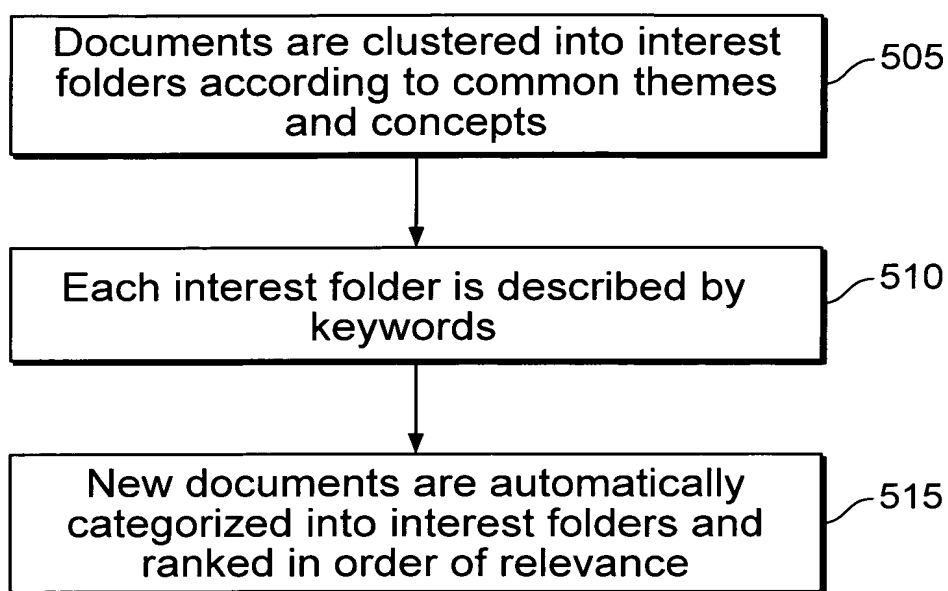 Documents are clustered into interest
folders according to common themes
and concepts
505
Each interest folder is described by
keywords
510
New documents are automatically
categorized into interest folders and
ranked in order of relevance
515